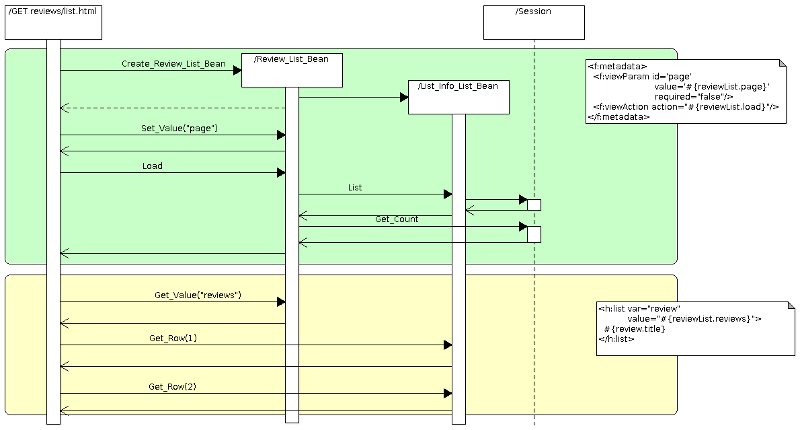 /GET reviews/list.html
/Session
Create_Review_List_Bean
/Review_List_Bean
/List_Info_List_Bean
<f:metadata>
<f:viewParam id='page'
value='#{reviewList.page}'
required="false"/>
<f:viewAction action="#{reviewList.load}"/>
</f:metadata>
Set_Value("page")
Load
List
Get_Count
Get_Value("reviews")
<h:list var="review"
value="#{reviewList.reviews}">
#{review.title}
</h:list>
Get_Row(1)
Get_Row(2)